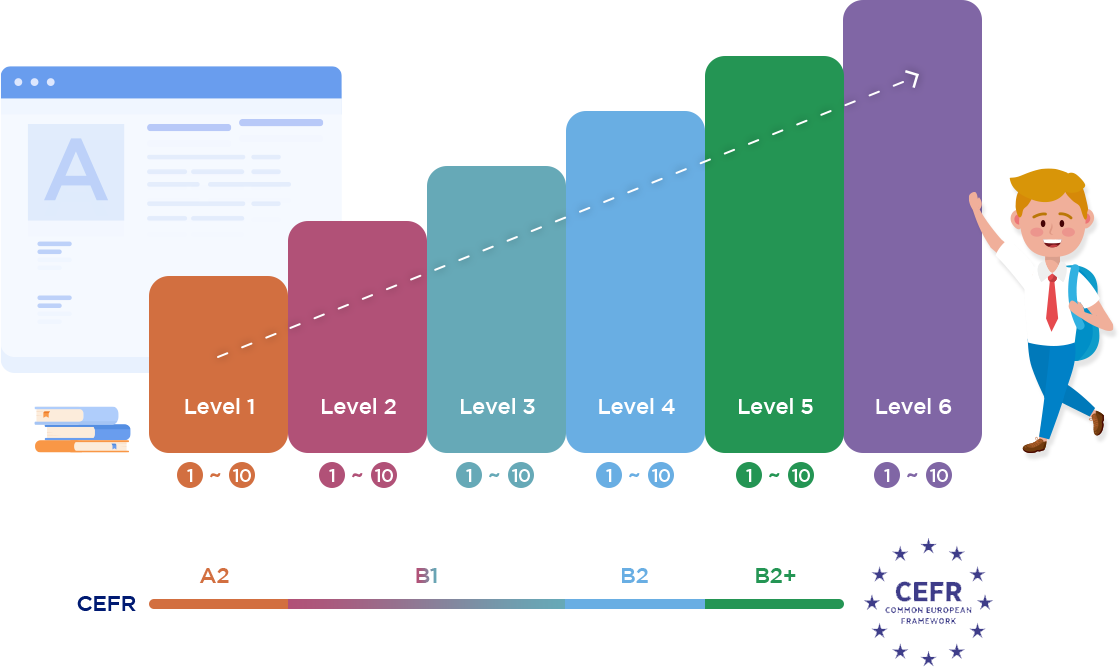 A
Level 1
Level 2
Level 3
Level 4
Level 5
Level 6
1 ~ 10
1 ~ 10
1 ~ 10
1 ~ 10
1 ~ 10
1 ~ 10
A2
B1
B2
B2+
CEFR
CEFR
COMMON EUROPEAN
FRAMEWORK